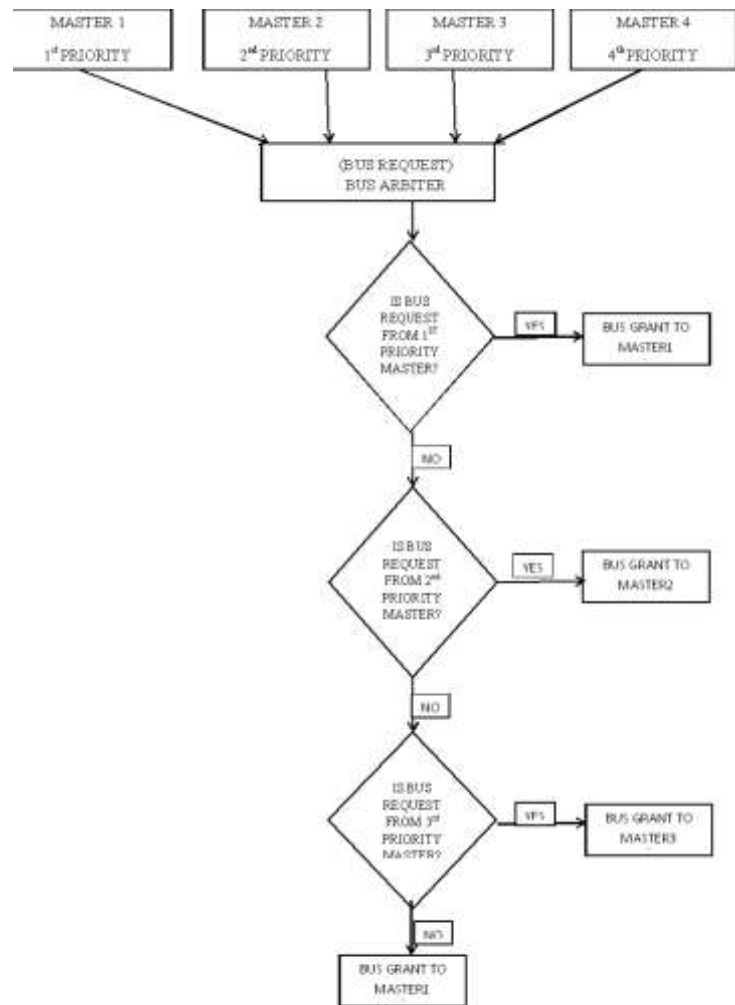 MASTER 1
1st PRIORITY
MASTER 2
2nd PRIORITY
MASTER 3
3rd PRIORITY
MASTER 4
4th PRIORITY
(BUS REQUEST)
BUS ARBITER
IS BUS
REQUEST
FROM 1ST
PRIORITY
MASTER?
YES
BUS GRANT TO
MASTER1
NO
IS BUS
REQUEST
FROM 2nd
PRIORITY
MASTER?
YES
BUS GRANT TO
MASTER2
NO
IS BUS
REQUEST
FROM 3rd
PRIORITY
MASTER?
YES
BUS GRANT TO
MASTER3
NO
BUS GRANT TO
MASTER1